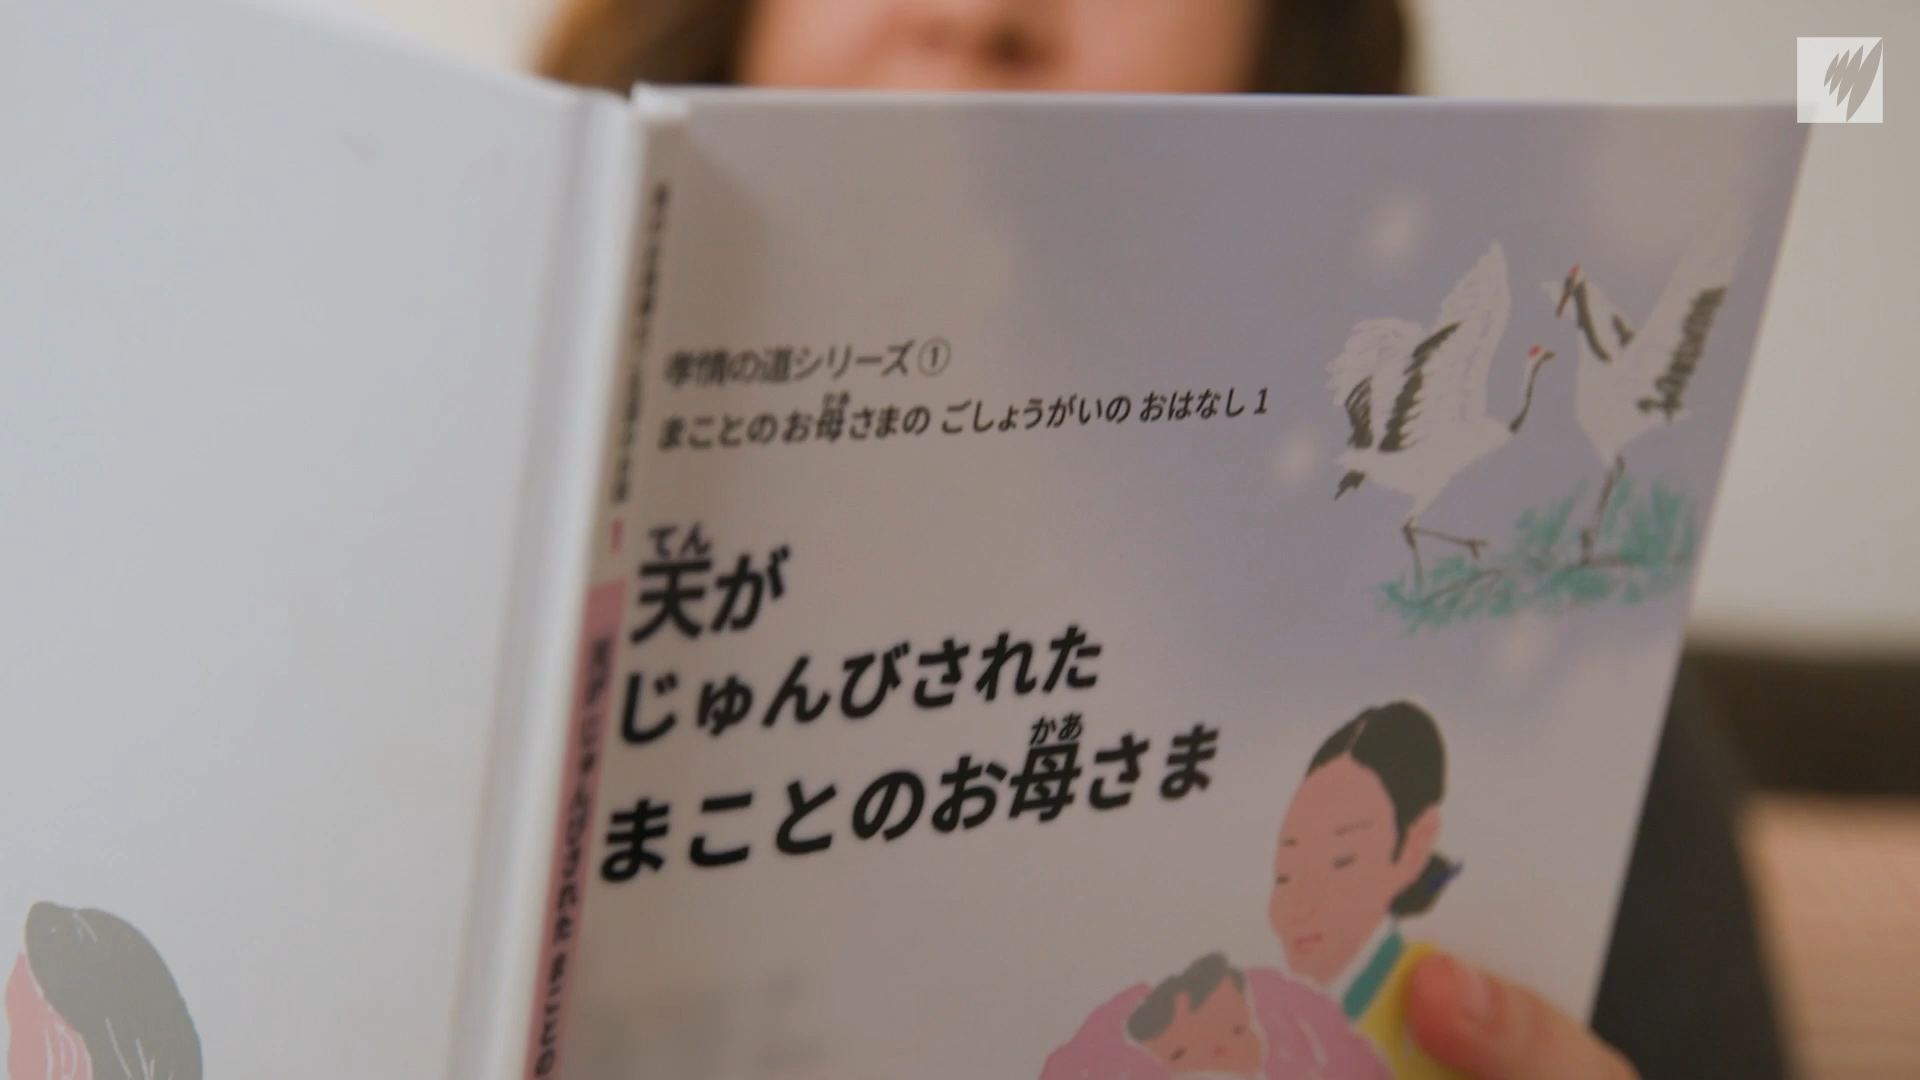 孝情の道シリーズ①
まことのお母さまの ごしょうがいの おはなし 1
てん
天が
じゅんびされた
かあ
まことのお母さま